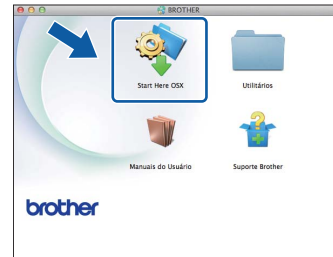 BROTHER
Start Here OSX
Utilitários
Manuais do Usuário
Suporte Brother
brother